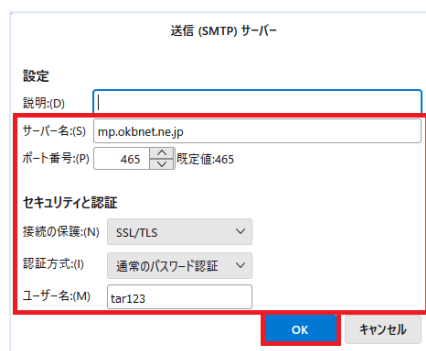 送信 (SMTP) サーバー
設定
説明:(D)
サーバー名:(S) mp.okbnet.ne.jp
ポート番号:(P) 465 既定値:465
セキュリティと認証
接続の保護:(N) SSL/TLS
認証方式:(I) 通常のパスワード認証
ユーザー名:(M) tar123
OK キャンセル